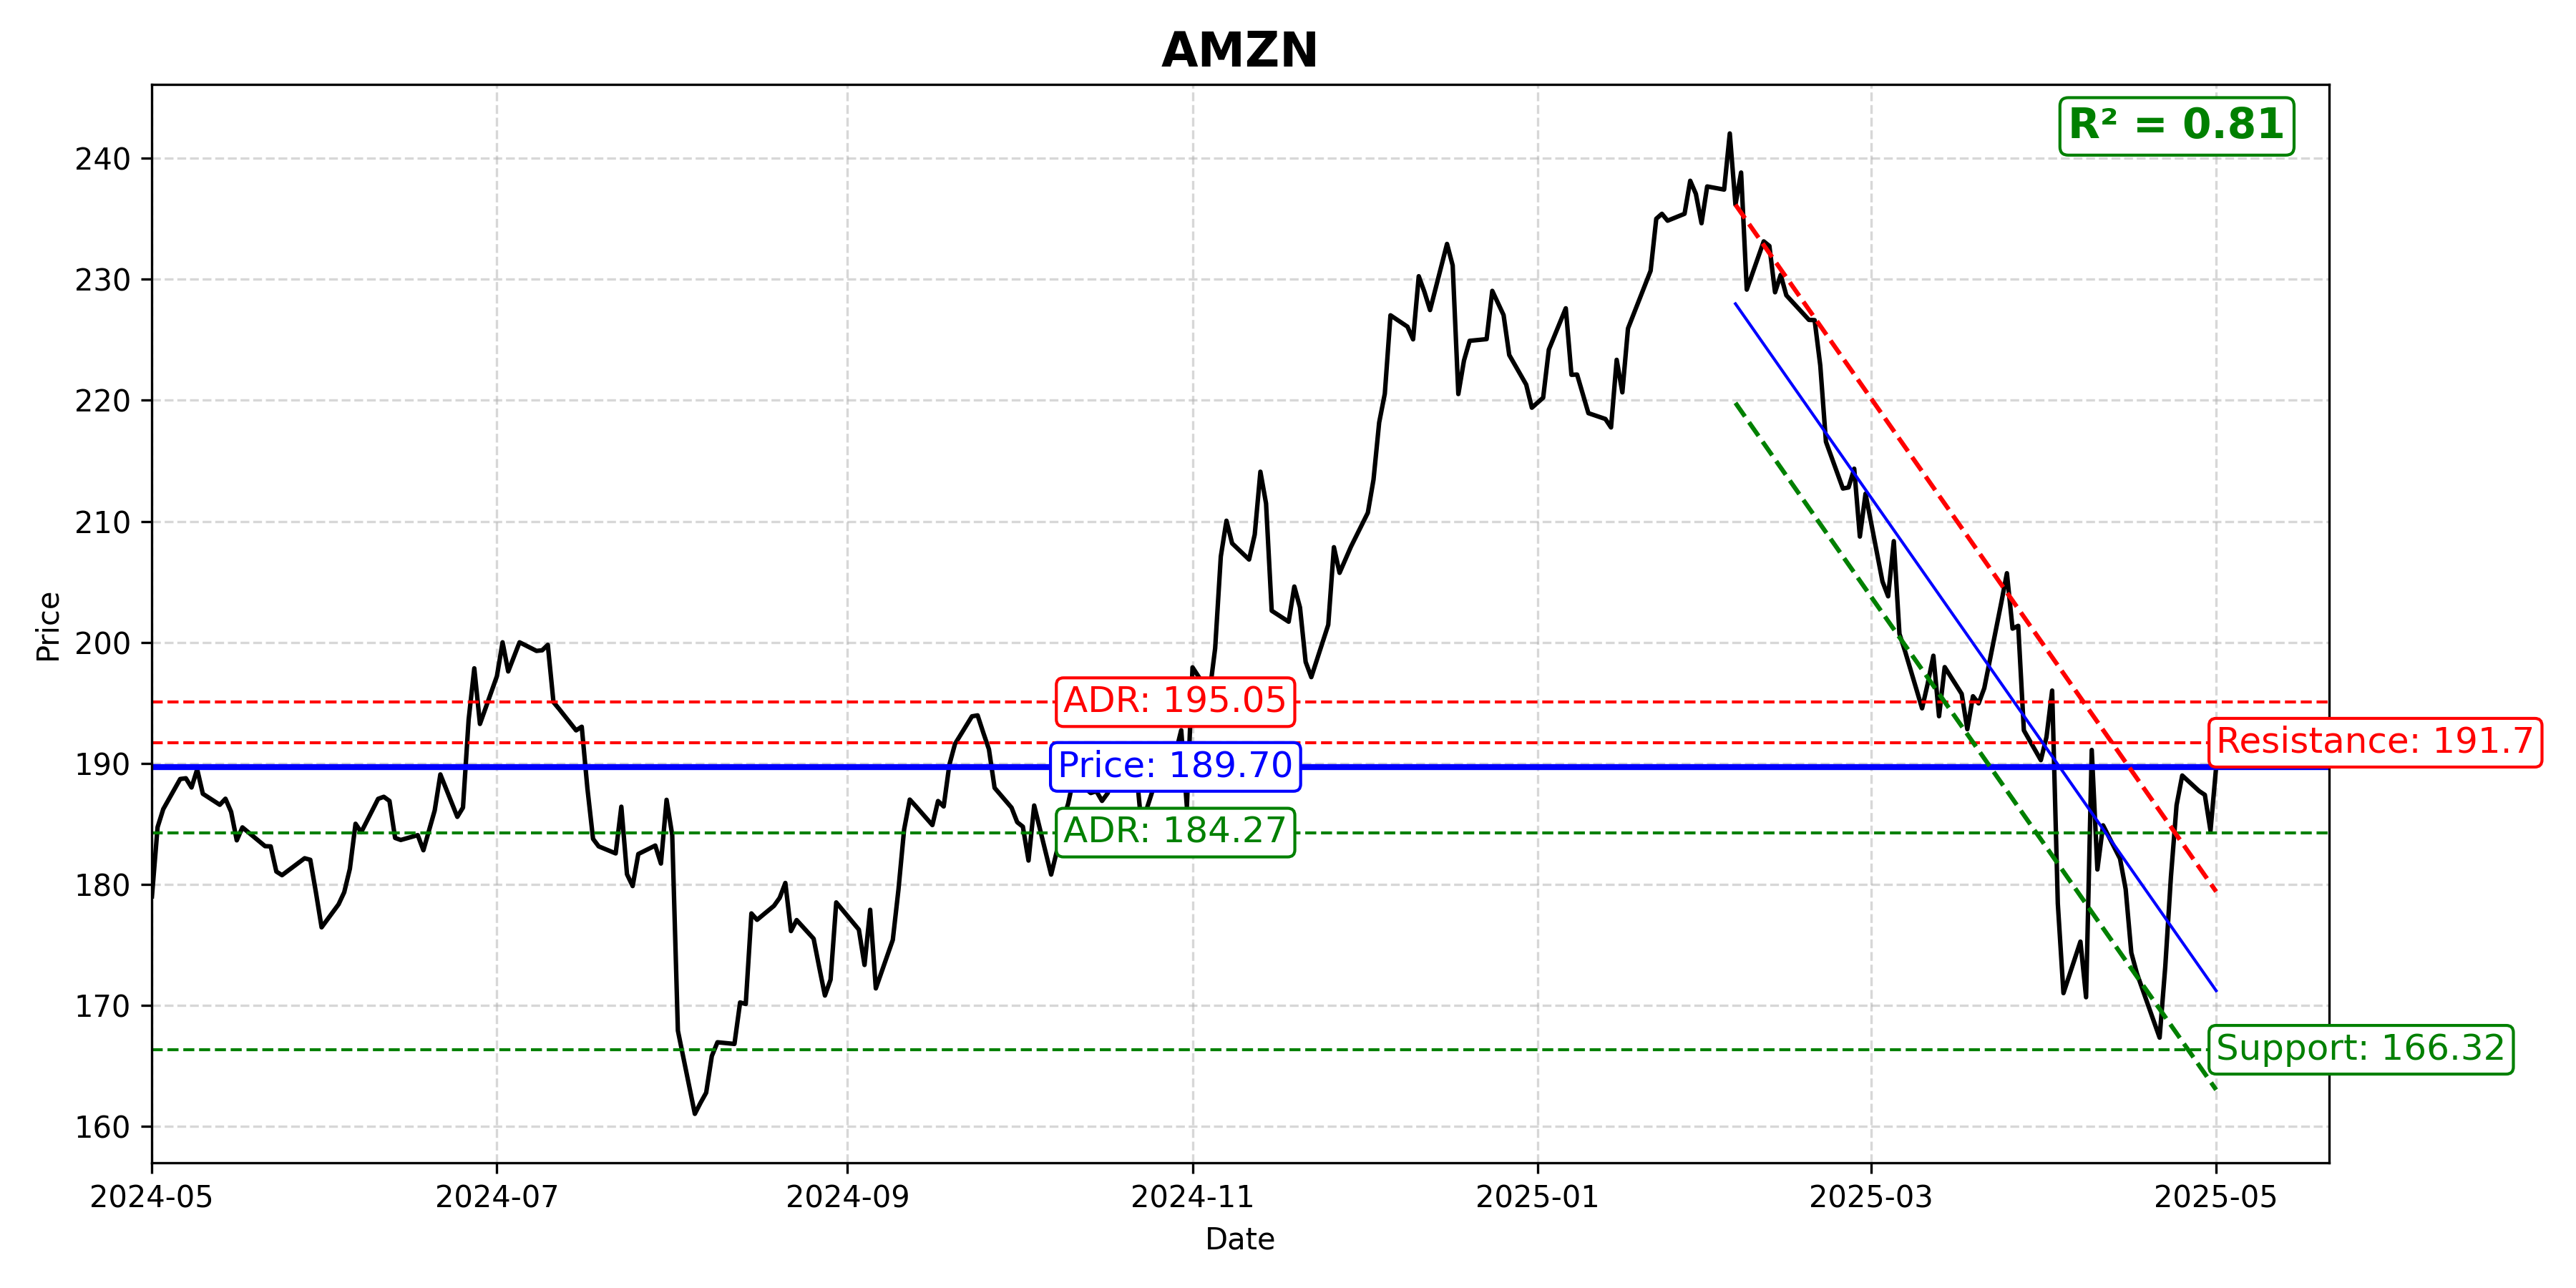 AMZN
R² = 0.81
240
230
220
210
200
190
180
170
160
Price
ADR: 195.05
Resistance: 191.7
Price: 189.70
ADR: 184.27
Support: 166.32
2024-05
2024-07
2024-09
2024-11
2025-01
2025-03
2025-05
Date